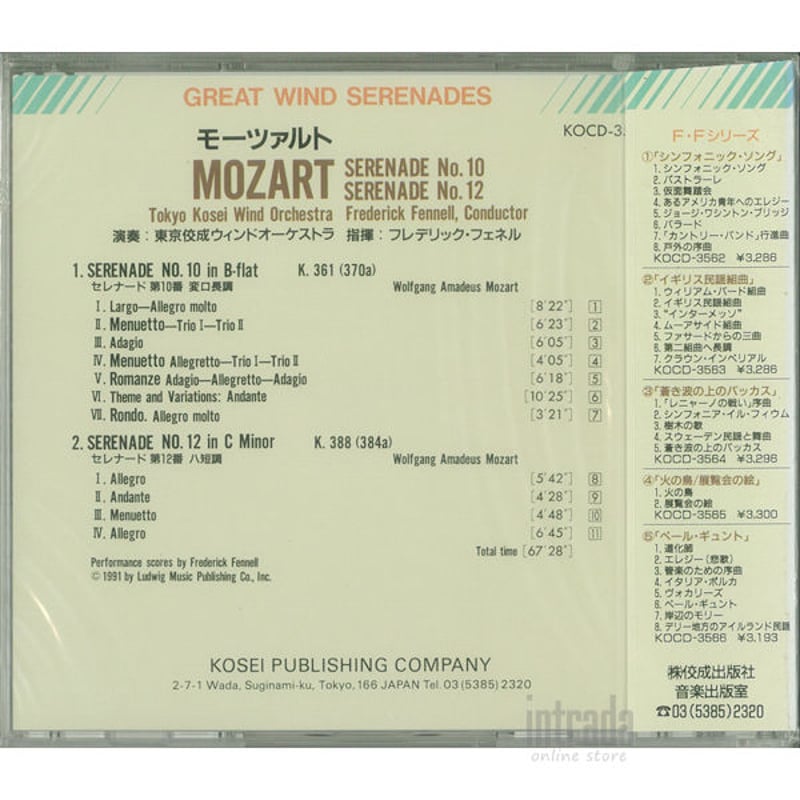 GREAT WIND SERENADES
モーツァルト
KOCD-3
MOZART SERENADE No. 10
SERENADE No. 12
Tokyo Kosei Wind Orchestra Frederick Fennell, Conductor
演奏：東京佼成ウィンドオーケストラ 指揮：フレデリック・フェネル
1. SERENADE NO. 10 in B-flat K. 361 (370a)
セレナード 第10番 変ロ長調 Wolfgang Amadeus Mozart
Ⅰ. Largo—Allegro molto [8′22″] 1
Ⅱ. Menuetto—Trio Ⅰ—Trio Ⅱ [6′23″] 2
Ⅲ. Adagio [6′05″] 3
Ⅳ. Menuetto Allegretto—Trio Ⅰ—Trio Ⅱ [4′05″] 4
Ⅴ. Romanze Adagio—Allegretto—Adagio [6′18″] 5
Ⅵ. Theme and Variations: Andante [10′25″] 6
Ⅶ. Rondo. Allegro molto [3′21″] 7
2. SERENADE NO. 12 in C Minor K. 388 (384a)
セレナード 第12番 ハ短調 Wolfgang Amadeus Mozart
Ⅰ. Allegro [5′42″] 8
Ⅱ. Andante [4′28″] 9
Ⅲ. Menuetto [4′48″] 10
Ⅳ. Allegro [6′45″] 11
Total time [67′28″]
Performance scores by Frederick Fennell
©1991 by Ludwig Music Publishing Co., Inc.
KOSEI PUBLISHING COMPANY
2-7-1 Wada, Suginami-ku, Tokyo, 166 JAPAN Tel. 03 (5385) 2320
F・Fシリーズ
①「シンフォニック・ソング」
1. シンフォニック・ソング
2. パストラーレ
3. 仮面舞踏会
4. あるアメリカ青年へのエレジー
5. ジョージ・ワシントン・ブリッジ
6. バラード
7. 「カントリー・バンド」行進曲
8. 戸外の序曲
KOCD-3562 ¥3.286
②「イギリス民謡組曲」
1. ウィリアム・バード組曲
2. イギリス民謡組曲
3. "インターメッソ"
4. ムーアサイド組曲
5. ファサードからの三曲
6. 第二組曲ヘ長調
7. クラウン・インペリアル
KOCD-3563 ¥3.286
③「蒼き波の上のバッカス」
1. 「レニャーノの戦い」序曲
2. シンフォニア・イル・フィウム
3. 樹木の歌
4. スウェーデン民謡と舞曲
5. 蒼き波の上のバッカス
KOCD-3564 ¥3.296
④「火の鳥/展覧会の絵」
1. 火の鳥
2. 展覧会の絵
KOCD-3565 ¥3.300
⑤「ペール・ギュント」
1. 道化師
2. エレジー（悲歌）
3. 管楽のための序曲
4. イタリア・ポルカ
5. ヴォカリーズ
6. ペール・ギュント
7. 岸辺のモリー
8. デリー地方のアイルランド民謡
KOCD-3566 ¥3.193
㈱佼成出版社
音楽出版室
☎03(5385)2320
intrada
online store